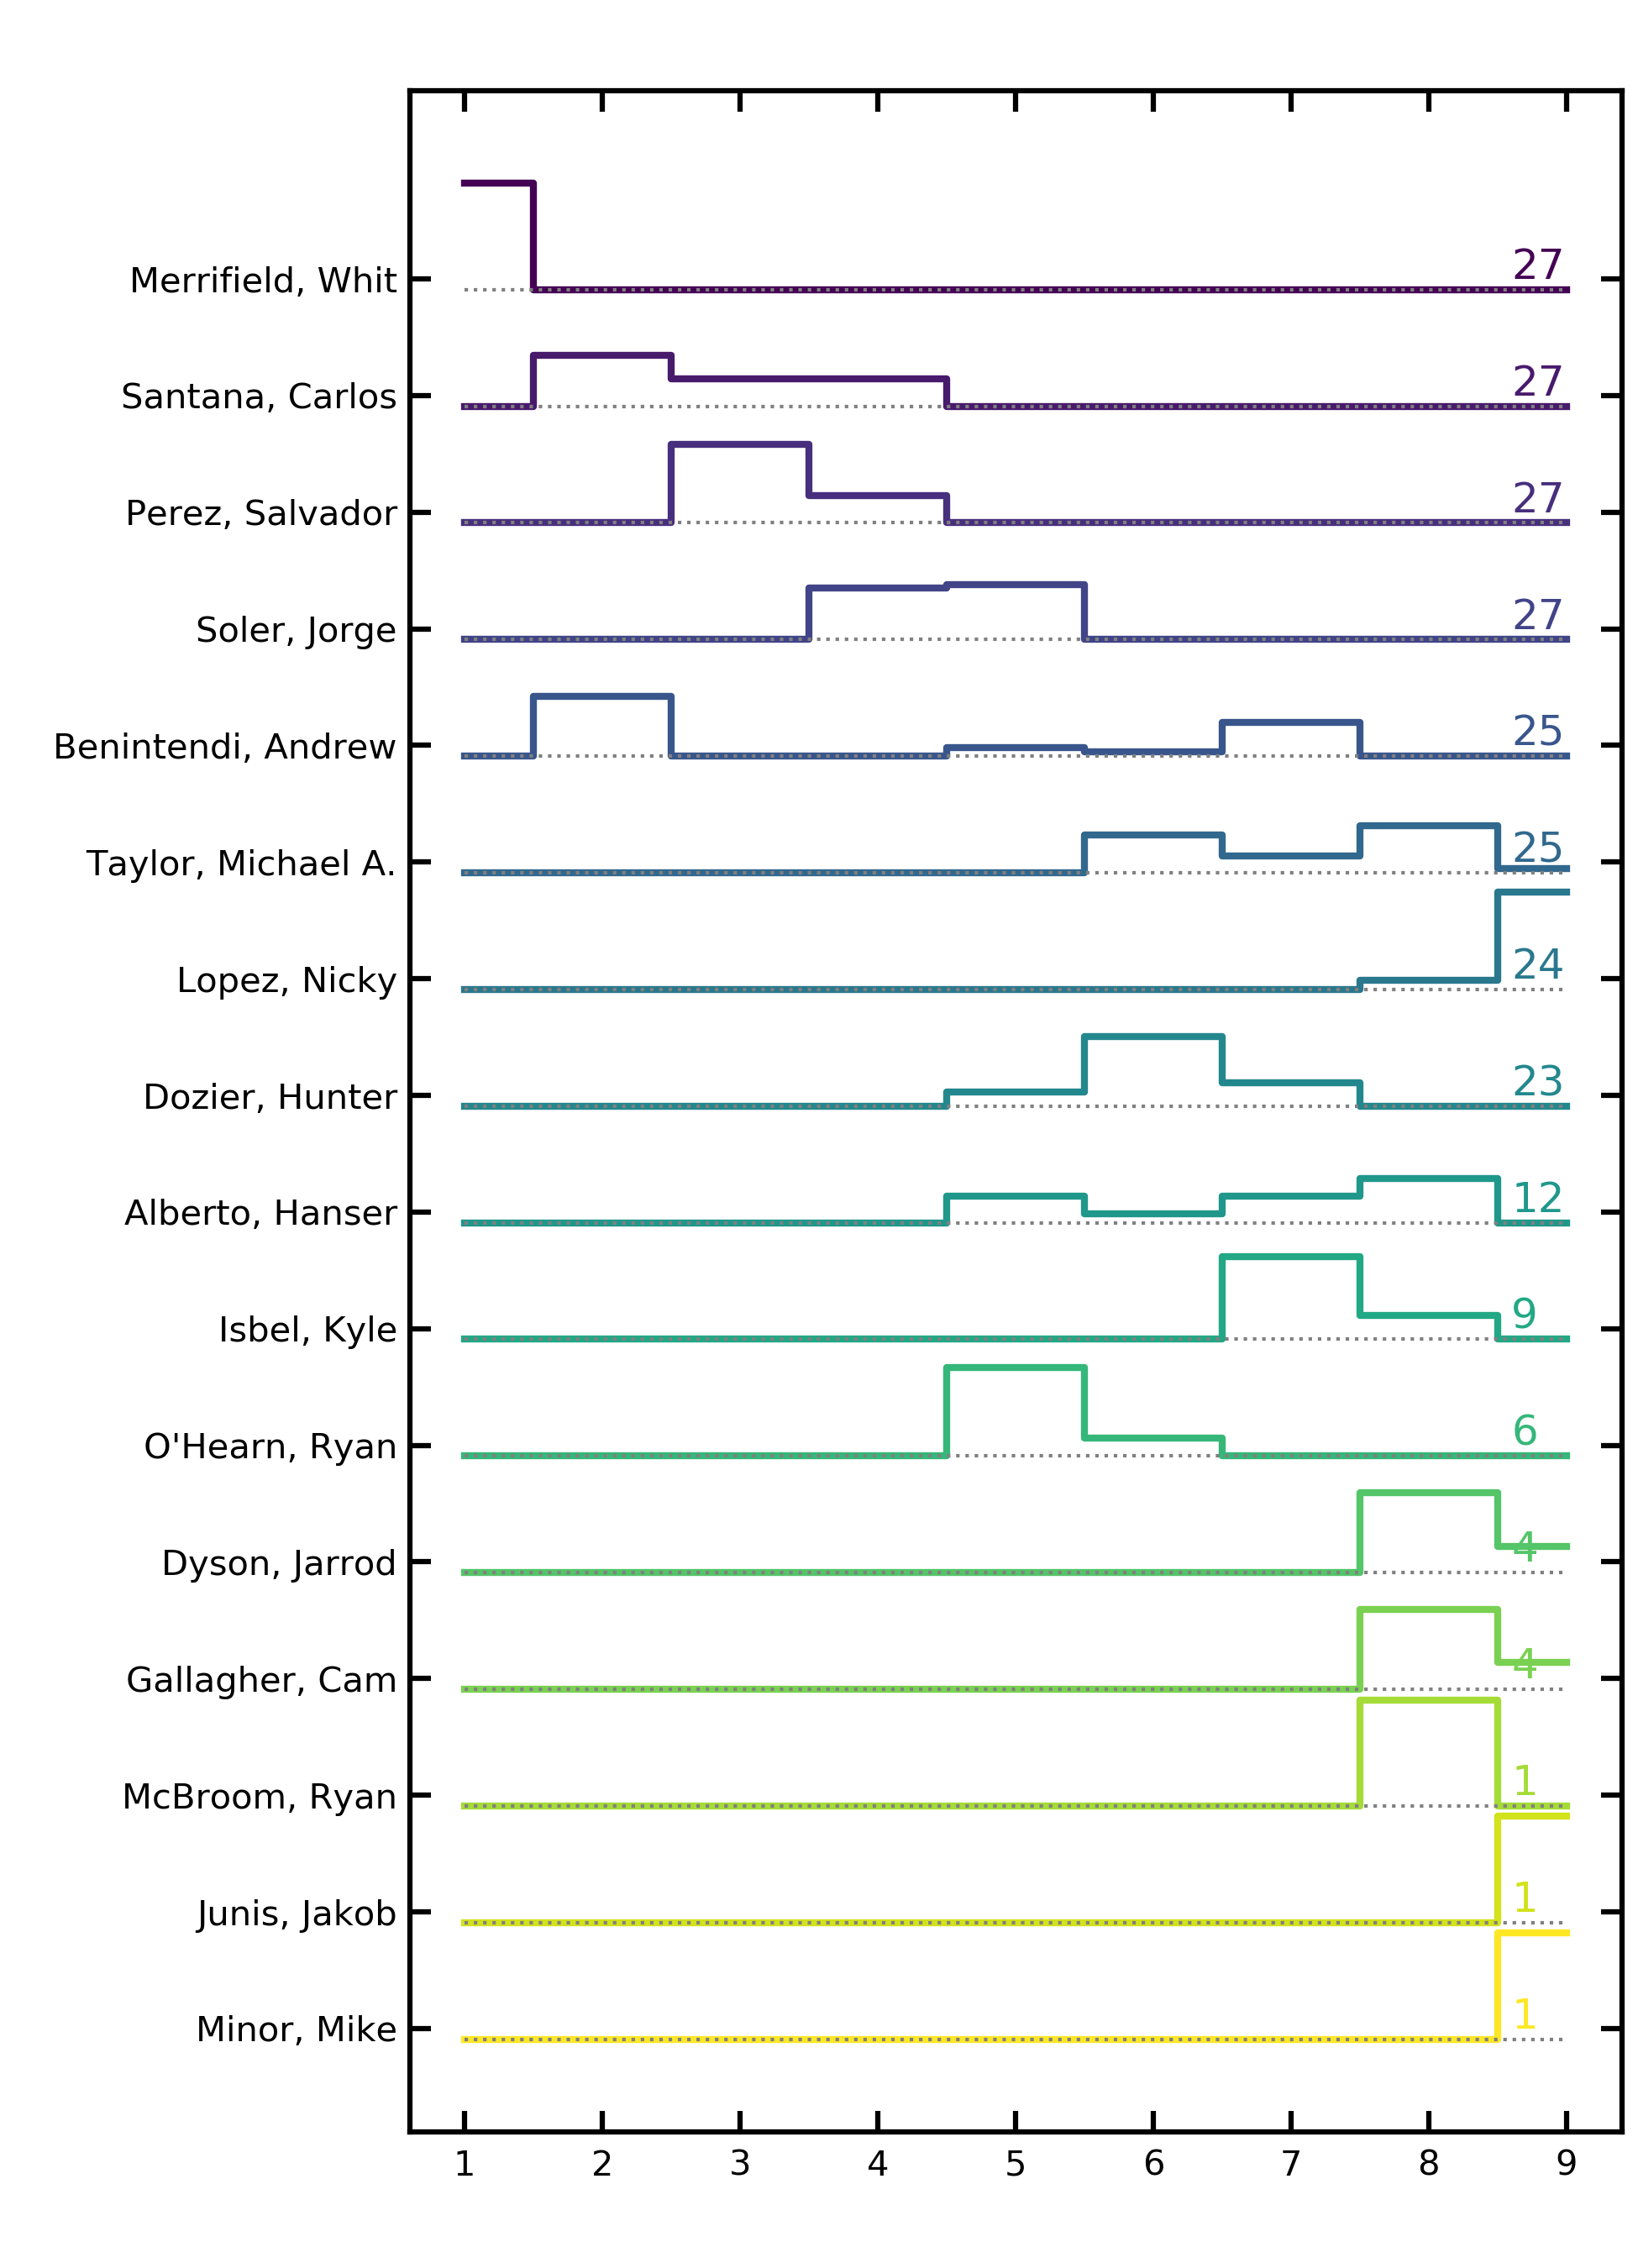 Merrifield, Whit 27
Santana, Carlos 27
Perez, Salvador 27
Soler, Jorge 27
Benintendi, Andrew 25
Taylor, Michael A. 25
Lopez, Nicky 24
Dozier, Hunter 23
Alberto, Hanser 12
Isbel, Kyle 9
O'Hearn, Ryan 6
Dyson, Jarrod 4
Gallagher, Cam 4
McBroom, Ryan 1
Junis, Jakob 1
Minor, Mike 1
1 2 3 4 5 6 7 8 9